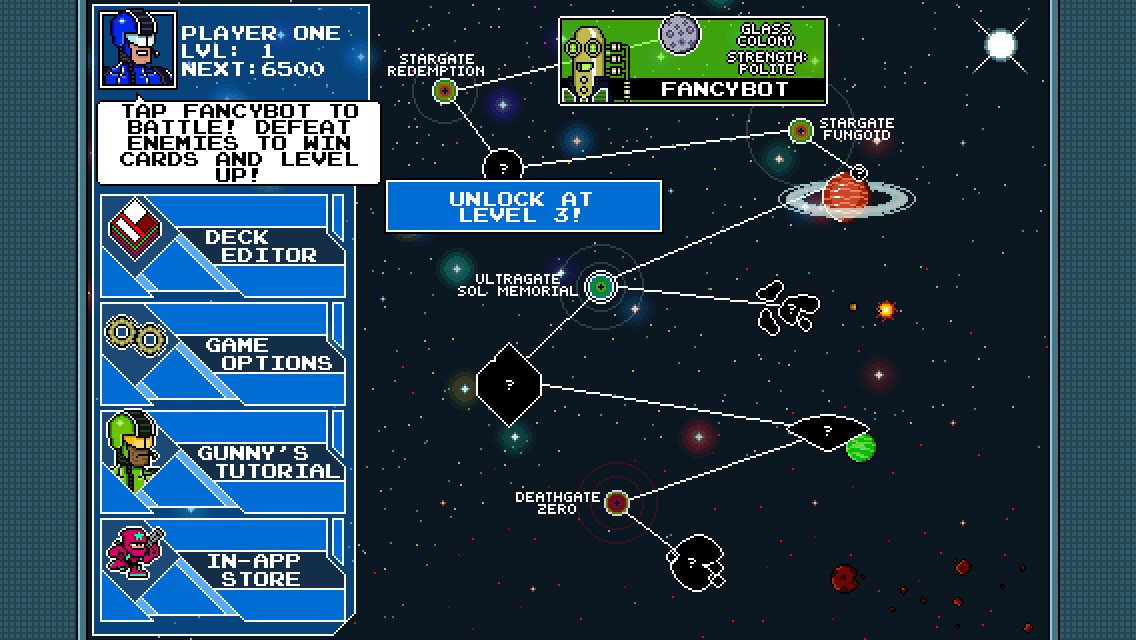 PLAYER ONE
LVL: 1
NEXT:6500
TAP FANCYBOT TO
BATTLE! DEFEAT
ENEMIES TO WIN
CARDS AND LEVEL
UP!
DECK
EDITOR
GAME
OPTIONS
GUNNY'S
TUTORIAL
IN-APP
STORE
STARGATE
REDEMPTION
GLASS
COLONY
STRENGTH:
POLITE
FANCYBOT
STARGATE
FUNGOID
?
?
UNLOCK AT
LEVEL 3!
ULTRAGATE
SOL MEMORIAL
?
?
?
DEATHGATE
ZERO
?